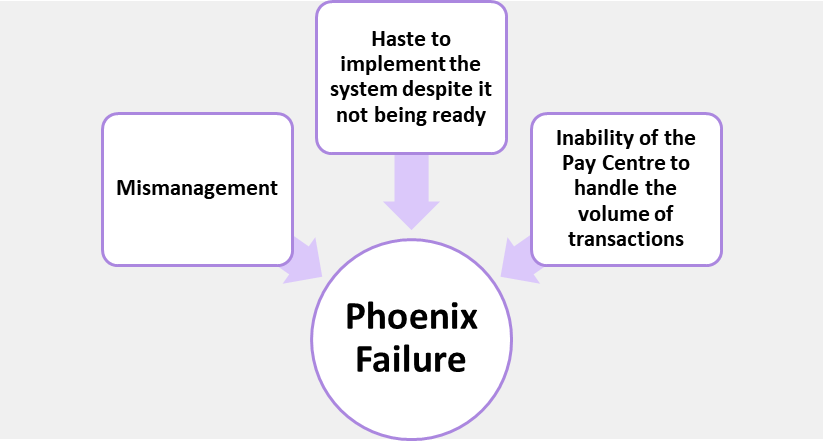 Haste to
implement the
system despite it
not being ready
Mismanagement
Inability of the
Pay Centre to
handle the
volume of
transactions
Phoenix
Failure